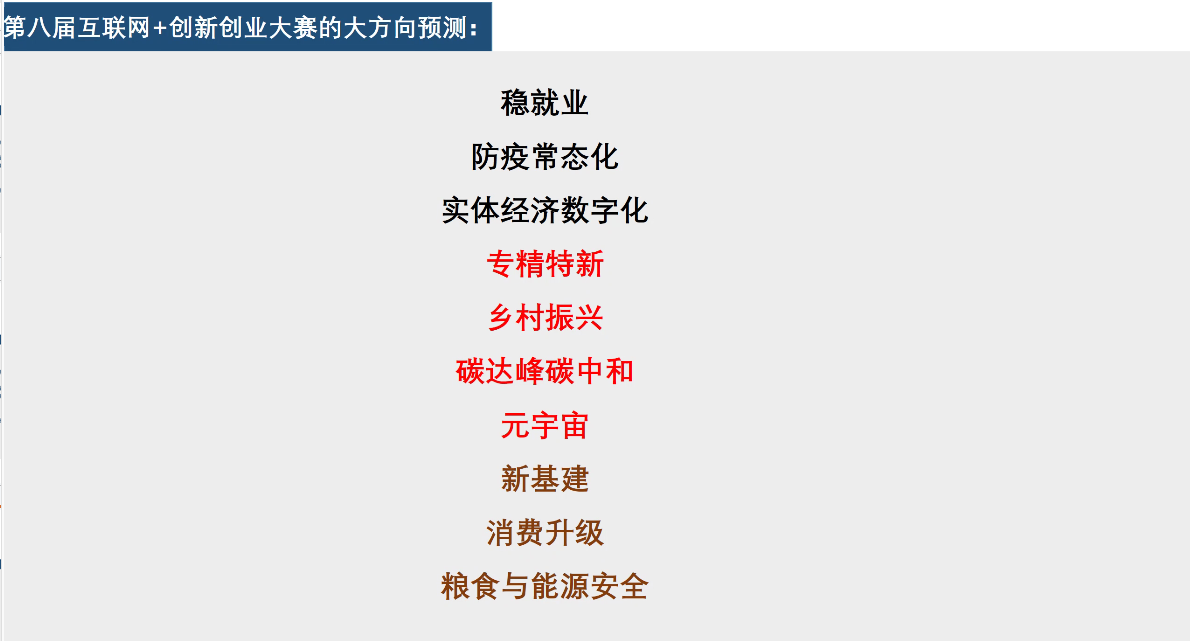 第八届互联网+创新创业大赛的大方向预测：
稳就业
防疫常态化
实体经济数字化
专精特新
乡村振兴
碳达峰碳中和
元宇宙
新基建
消费升级
粮食与能源安全